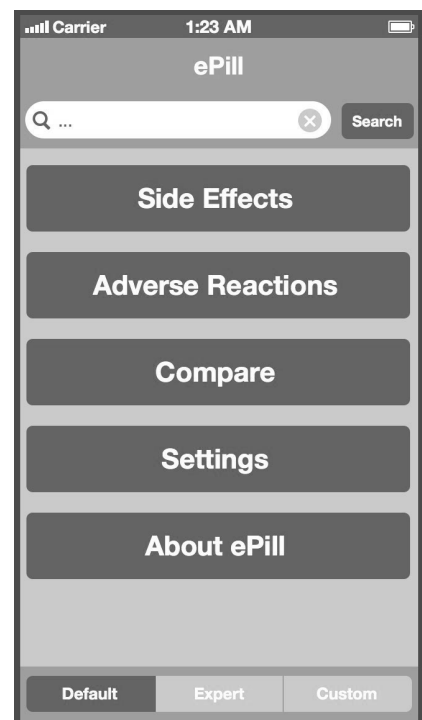 Carrier 1:23 AM
ePill
... Search
Side Effects
Adverse Reactions
Compare
Settings
About ePill
Default Expert Custom